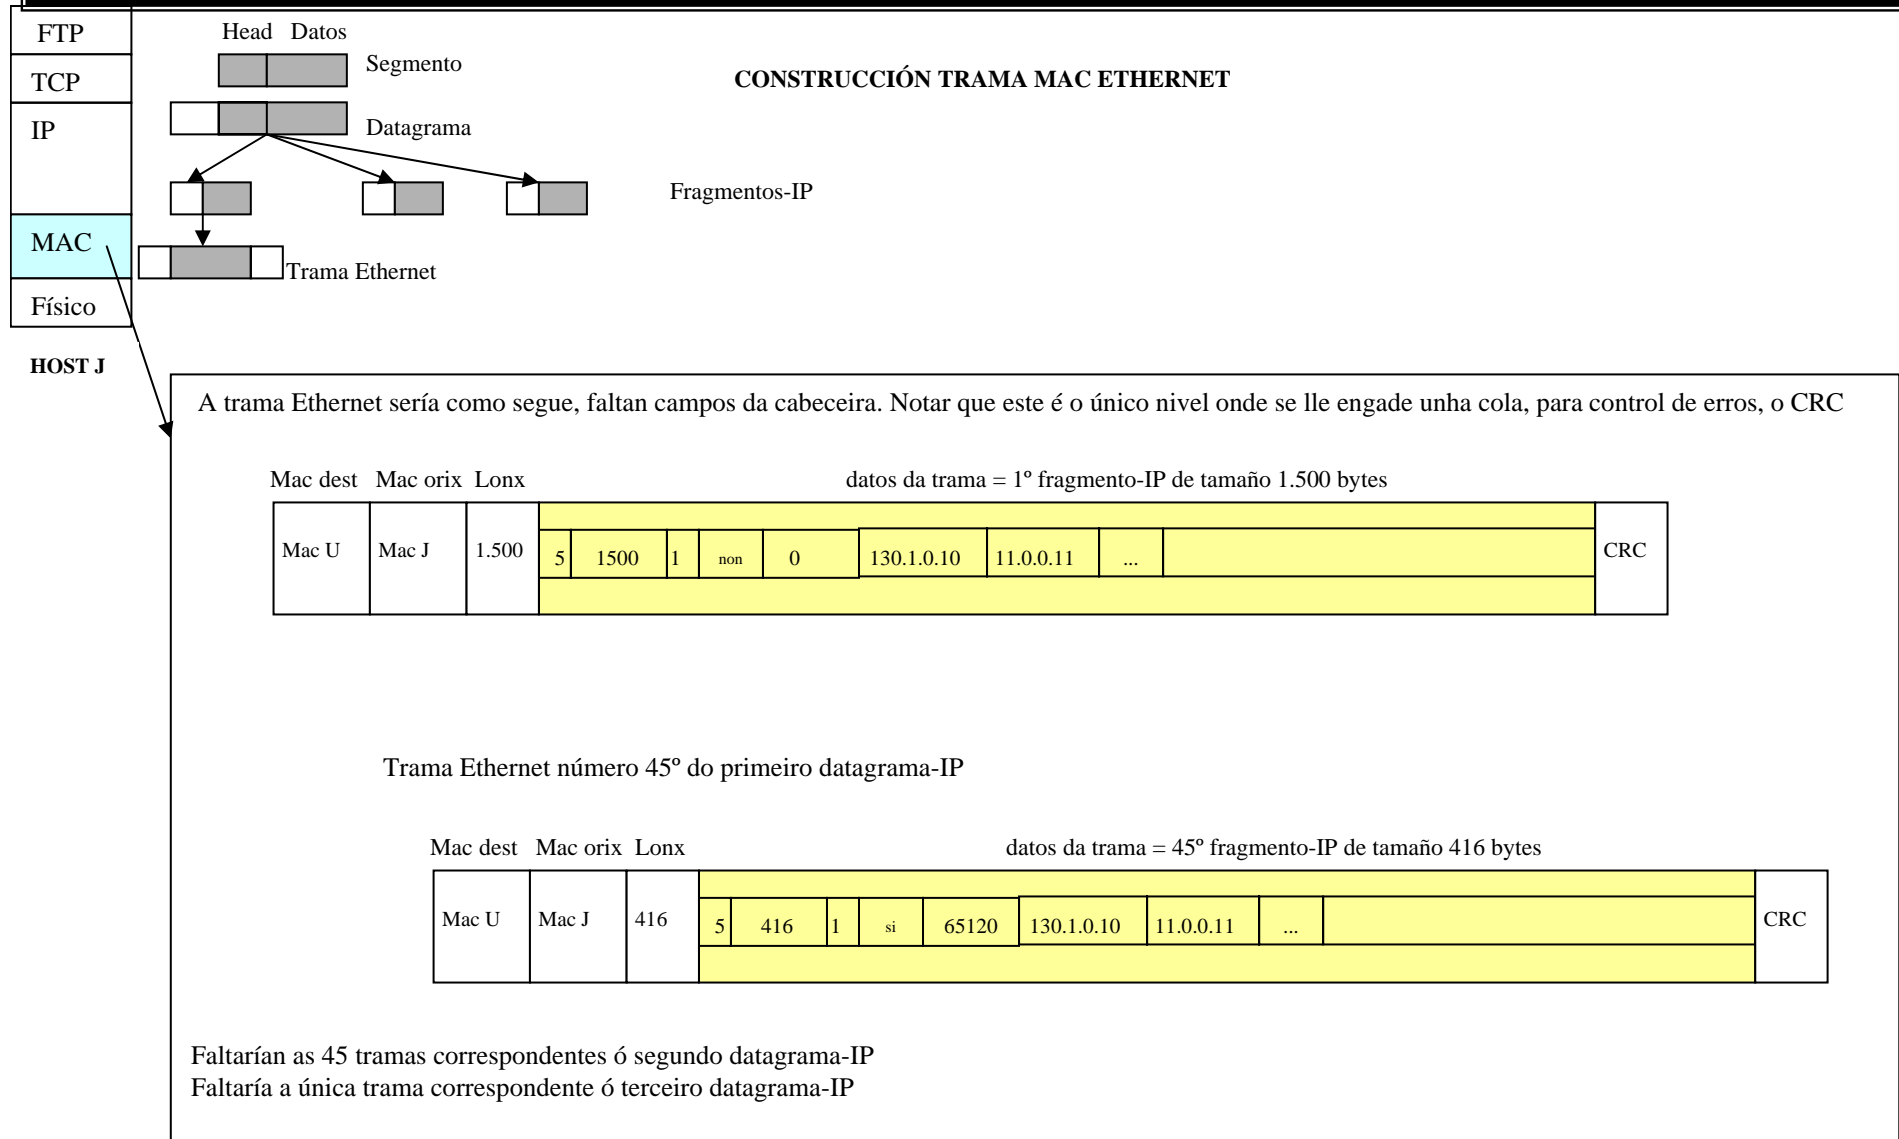 FTP
Head Datos
Segmento
TCP
CONSTRUCCIÓN TRAMA MAC ETHERNET
IP
Datagrama
Fragmentos-IP
MAC
Trama Ethernet
Físico
HOST J
A trama Ethernet sería como segue, faltan campos da cabeceira. Notar que este é o único nivel onde se lle engade unha cola, para control de erros, o CRC
Mac dest Mac orix Lonx datos da trama = 1º fragmento-IP de tamaño 1.500 bytes
Mac U Mac J 1.500 5 1500 1 non 0 130.1.0.10 11.0.0.11 ... CRC
Trama Ethernet número 45º do primeiro datagrama-IP
Mac dest Mac orix Lonx datos da trama = 45º fragmento-IP de tamaño 416 bytes
Mac U Mac J 416 5 416 1 si 65120 130.1.0.10 11.0.0.11 ... CRC
Faltarían as 45 tramas correspondentes ó segundo datagrama-IP
Faltaría a única trama correspondente ó terceiro datagrama-IP